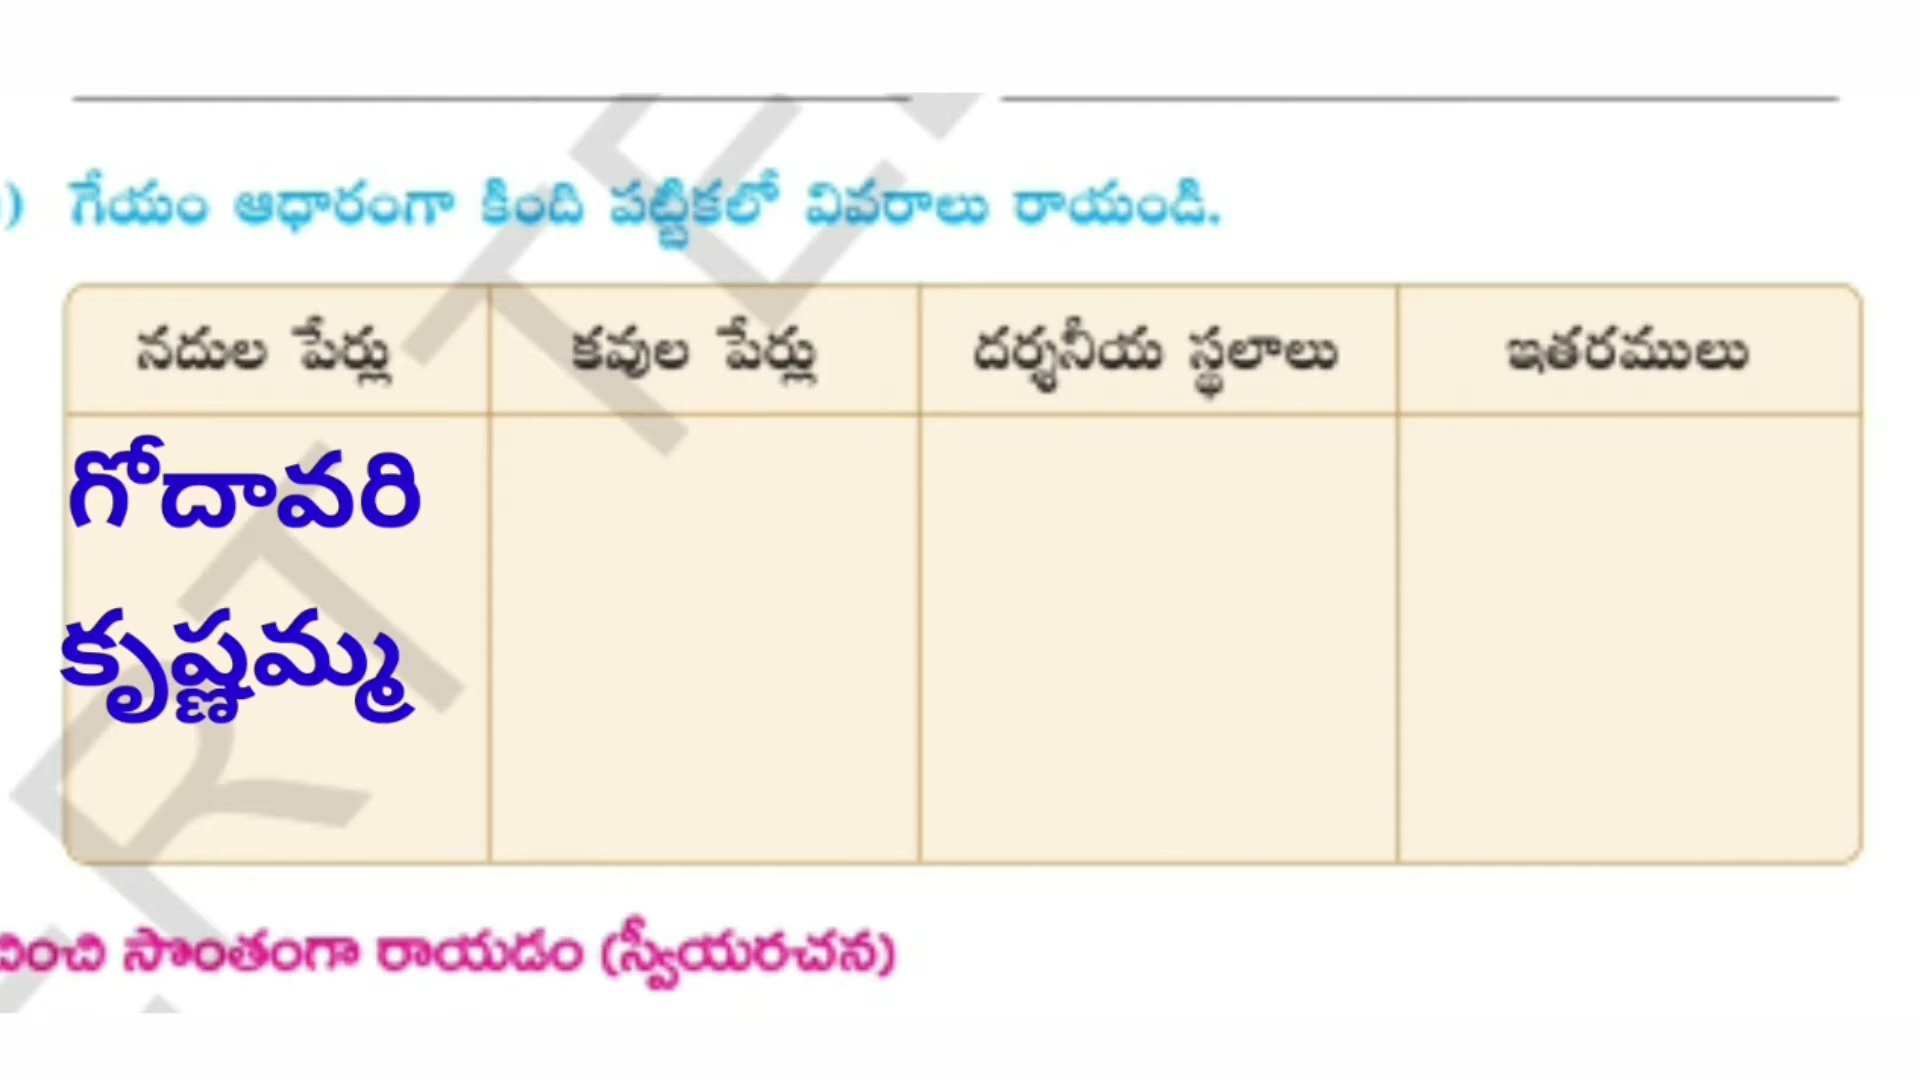 ) గేయం ఆధారంగా కింది పట్టికలో వివరాలు రాయండి.
నదుల పేర్లు కవుల పేర్లు దర్శనీయ స్థలాలు ఇతరములు
గోదావరి
కృష్ణమ్మ
సొంతంగా రాయడం (స్వీయరచన)